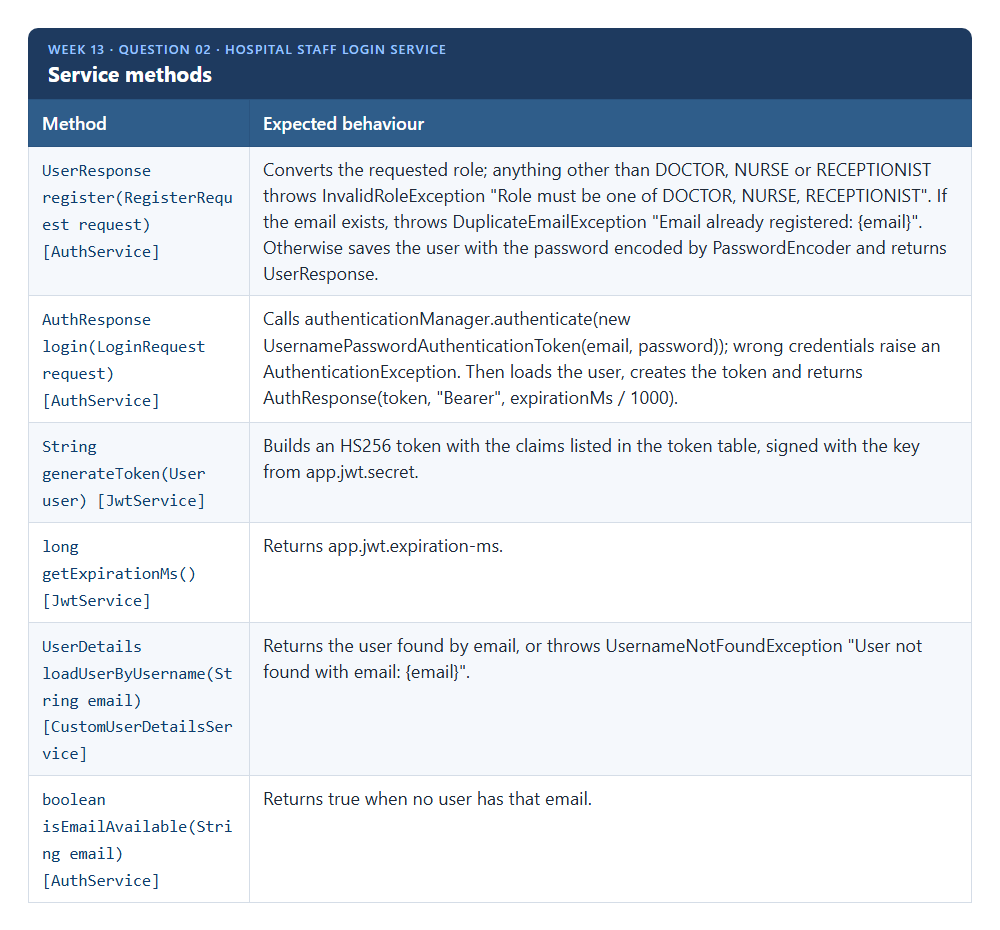 WEEK 13 · QUESTION 02 · HOSPITAL STAFF LOGIN SERVICE
Service methods
Method
Expected behaviour
UserResponse
register(RegisterRequ
est request)
[AuthService]
Converts the requested role; anything other than DOCTOR, NURSE or RECEPTIONIST
throws InvalidRoleException "Role must be one of DOCTOR, NURSE, RECEPTIONIST". If
the email exists, throws DuplicateEmailException "Email already registered: {email}".
Otherwise saves the user with the password encoded by PasswordEncoder and returns
UserResponse.
AuthResponse
login(LoginRequest
request)
[AuthService]
Calls authenticationManager.authenticate(new
UsernamePasswordAuthenticationToken(email, password)); wrong credentials raise an
AuthenticationException. Then loads the user, creates the token and returns
AuthResponse(token, "Bearer", expirationMs / 1000).
String
generateToken(User
user) [JwtService]
Builds an HS256 token with the claims listed in the token table, signed with the key
from app.jwt.secret.
long
getExpirationMs()
[JwtService]
Returns app.jwt.expiration-ms.
UserDetails
loadUserByUsername(St
ring email)
[CustomUserDetailsSer
vice]
Returns the user found by email, or throws UsernameNotFoundException "User not
found with email: {email}".
boolean
isEmailAvailable(Stri
ng email)
[AuthService]
Returns true when no user has that email.